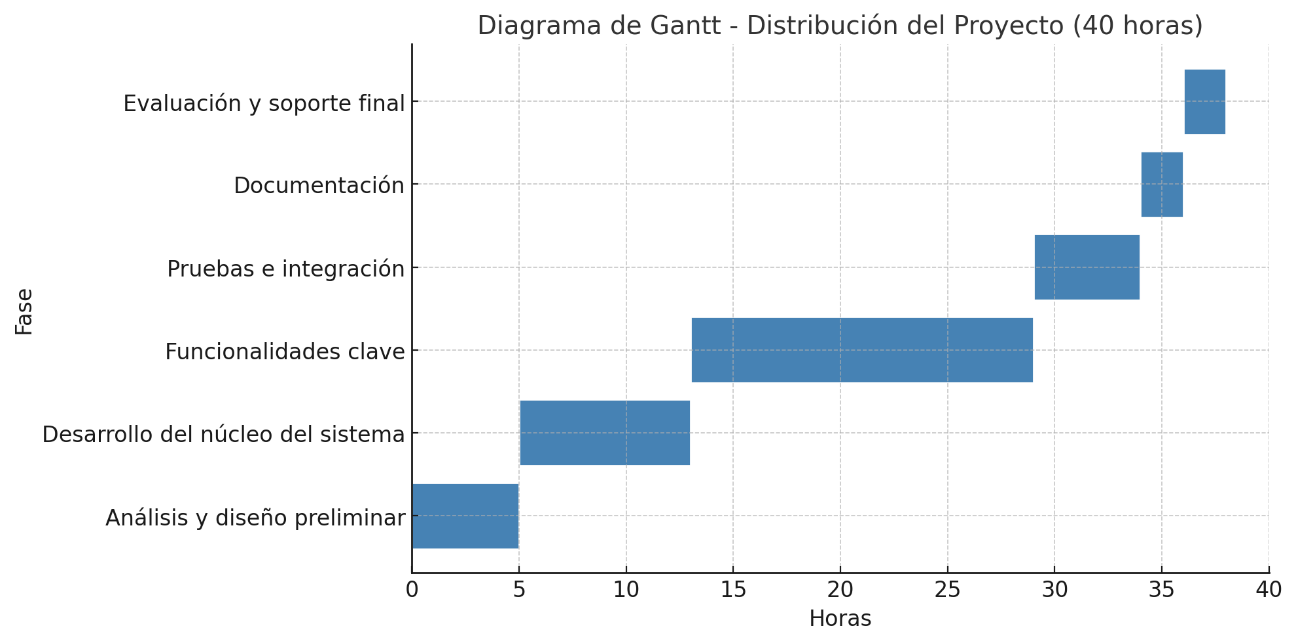 Diagrama de Gantt - Distribución del Proyecto (40 horas)
Evaluación y soporte final
Documentación
Pruebas e integración
Funcionalidades clave
Desarrollo del núcleo del sistema
Análisis y diseño preliminar
Fase
0 5 10 15 20 25 30 35 40
Horas